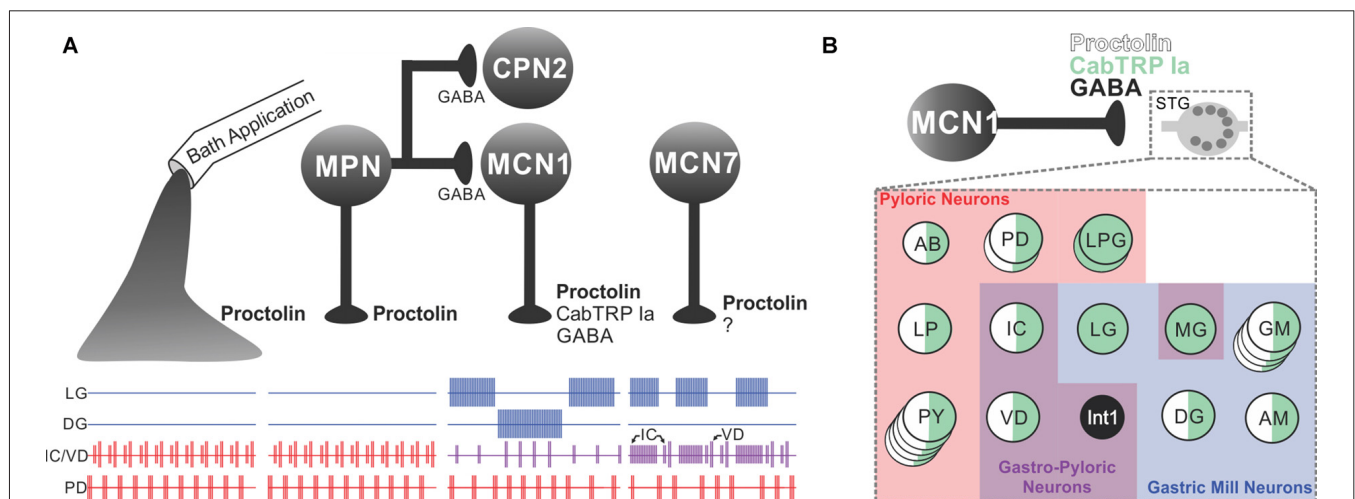 A
Bath Application
MPN
GABA
CPN2
GABA
MCN1
MCN7
Proctolin
Proctolin
Proctolin
CabTRP Ia
GABA
Proctolin
?
LG
DG
IC/VD
IC
VD
PD
B
Proctolin
CabTRP Ia
GABA
MCN1
STG
Pyloric Neurons
AB
PD
LPG
LP
IC
LG
MG
GM
PY
VD
Int1
DG
AM
Gastro-Pyloric
Neurons
Gastric Mill Neurons